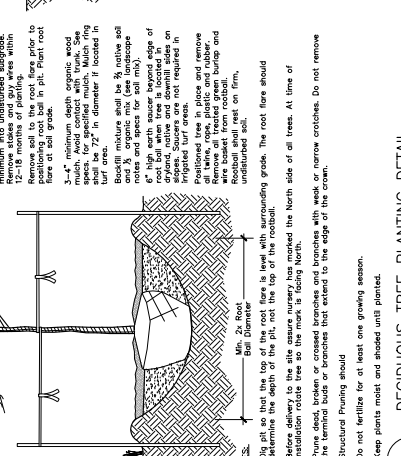 minimum into undisturbed subgrade.
Remove stakes and guy wires within
12-18 months of planting.
Remove soil to the root flare prior to
positioning root ball in pit. Plant root
flare at soil grade.
3-4" minimum depth organic wood
mulch. Avoid contact with trunk. See
specs. for specified mulch. Mulch ring
shall be 72" in diameter if located in
turf area.
Backfill mixture shall be ⅔ native soil
and ⅓ organic mix (see landscape
notes and specs for soil mix).
6" high earth saucer beyond edge of
root ball when tree is located in
dryland, native and downhill sides on
slopes. Saucers are not required in
irrigated turf areas.
Positioned tree in place and remove
all twine, rope, plastic and rubber.
Remove all treated green burlap and
wire basket from rootball.
Rootball shall rest on firm,
undisturbed soil.
Min. 2x Root
Ball Diameter
Dig pit so that the top of the root flare is level with surrounding grade. The root flare should
determine the depth of the pit, not the top of the rootball.
Before delivery to the site assure nursery has marked the North side of all trees. At time of
installation rotate tree so the mark is facing North.
Prune dead, broken or crossed branches and branches with weak or narrow crotches. Do not remove
the terminal buds or branches that extend to the edge of the crown.
Structural Pruning should
Do not fertilize for at least one growing season.
Keep plants moist and shaded until planted.
DECIDUOUS TREE PLANTING DETAIL